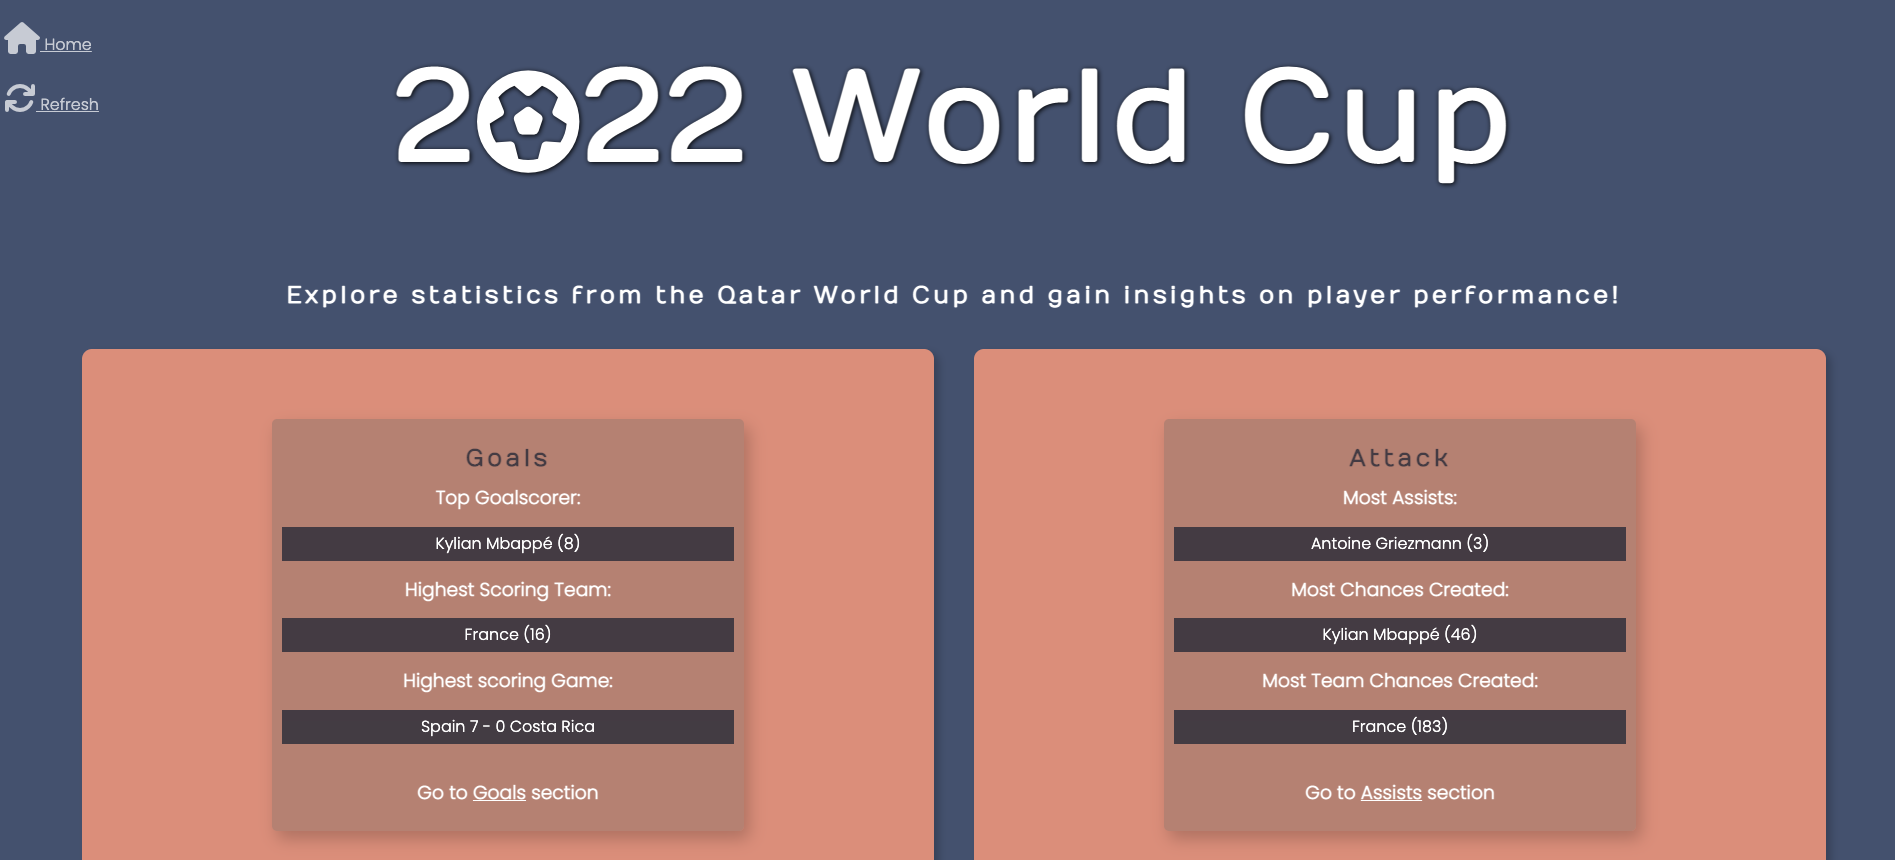 Home
Refresh
2022 World Cup
Explore statistics from the Qatar World Cup and gain insights on player performance!
Goals
Top Goalscorer:
Kylian Mbappé (8)
Highest Scoring Team:
France (16)
Highest scoring Game:
Spain 7 - 0 Costa Rica
Go to Goals section
Attack
Most Assists:
Antoine Griezmann (3)
Most Chances Created:
Kylian Mbappé (46)
Most Team Chances Created:
France (183)
Go to Assists section